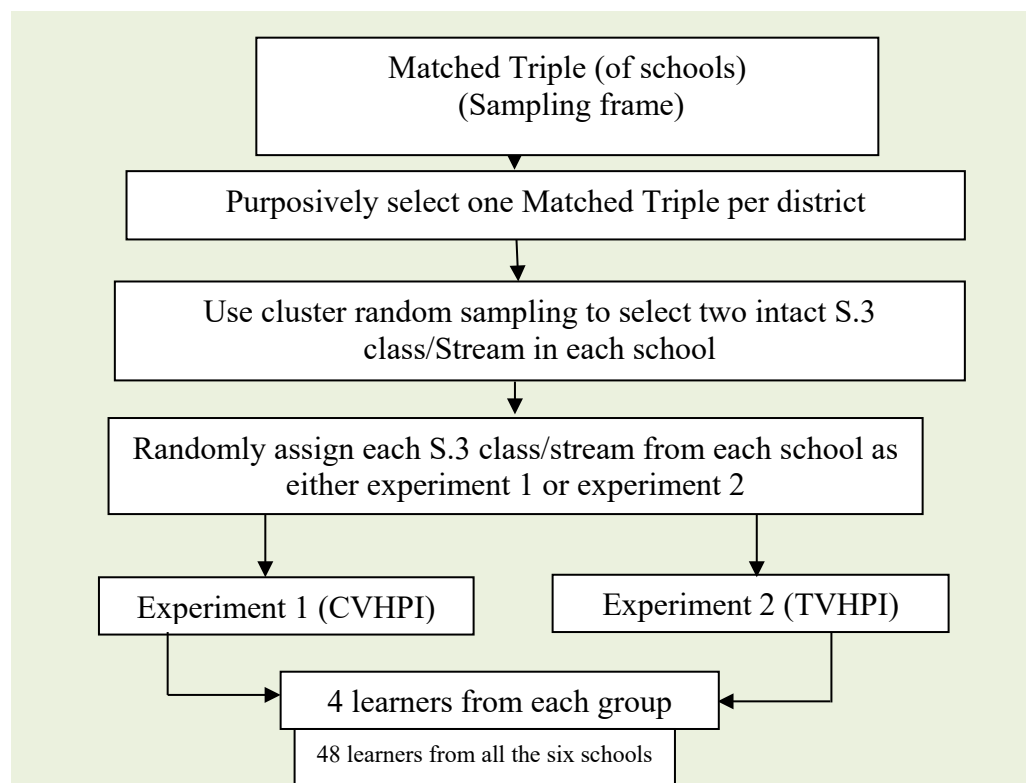 Matched Triple (of schools)
(Sampling frame)
Purposively select one Matched Triple per district
Use cluster random sampling to select two intact S.3
class/Stream in each school
Randomly assign each S.3 class/stream from each school as
either experiment 1 or experiment 2
Experiment 1 (CVHPI)
Experiment 2 (TVHPI)
4 learners from each group
48 learners from all the six schools